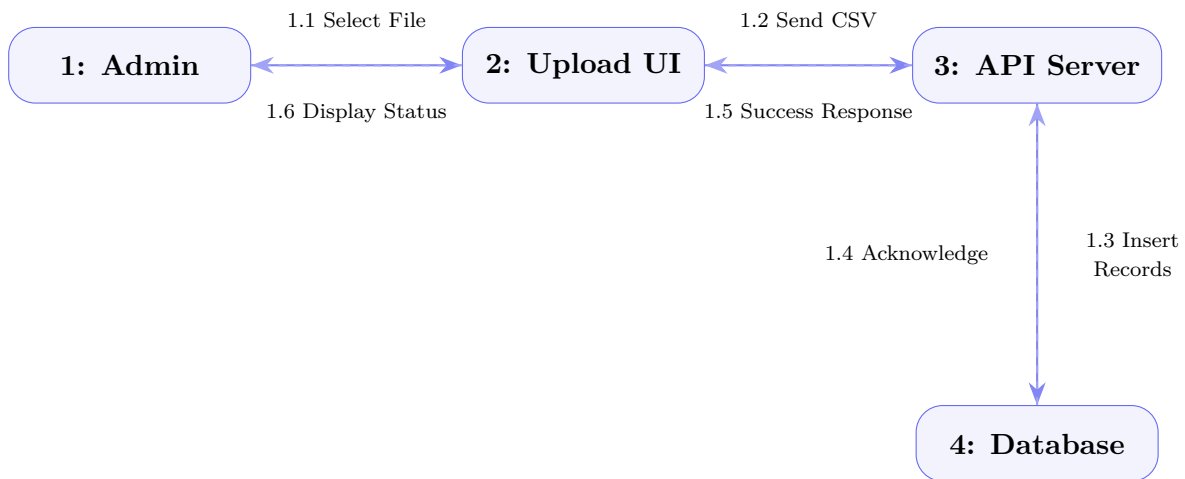 1.1 Select File
1.2 Send CSV
1: Admin
2: Upload UI
3: API Server
1.6 Display Status
1.5 Success Response
1.4 Acknowledge
1.3 Insert
Records
4: Database